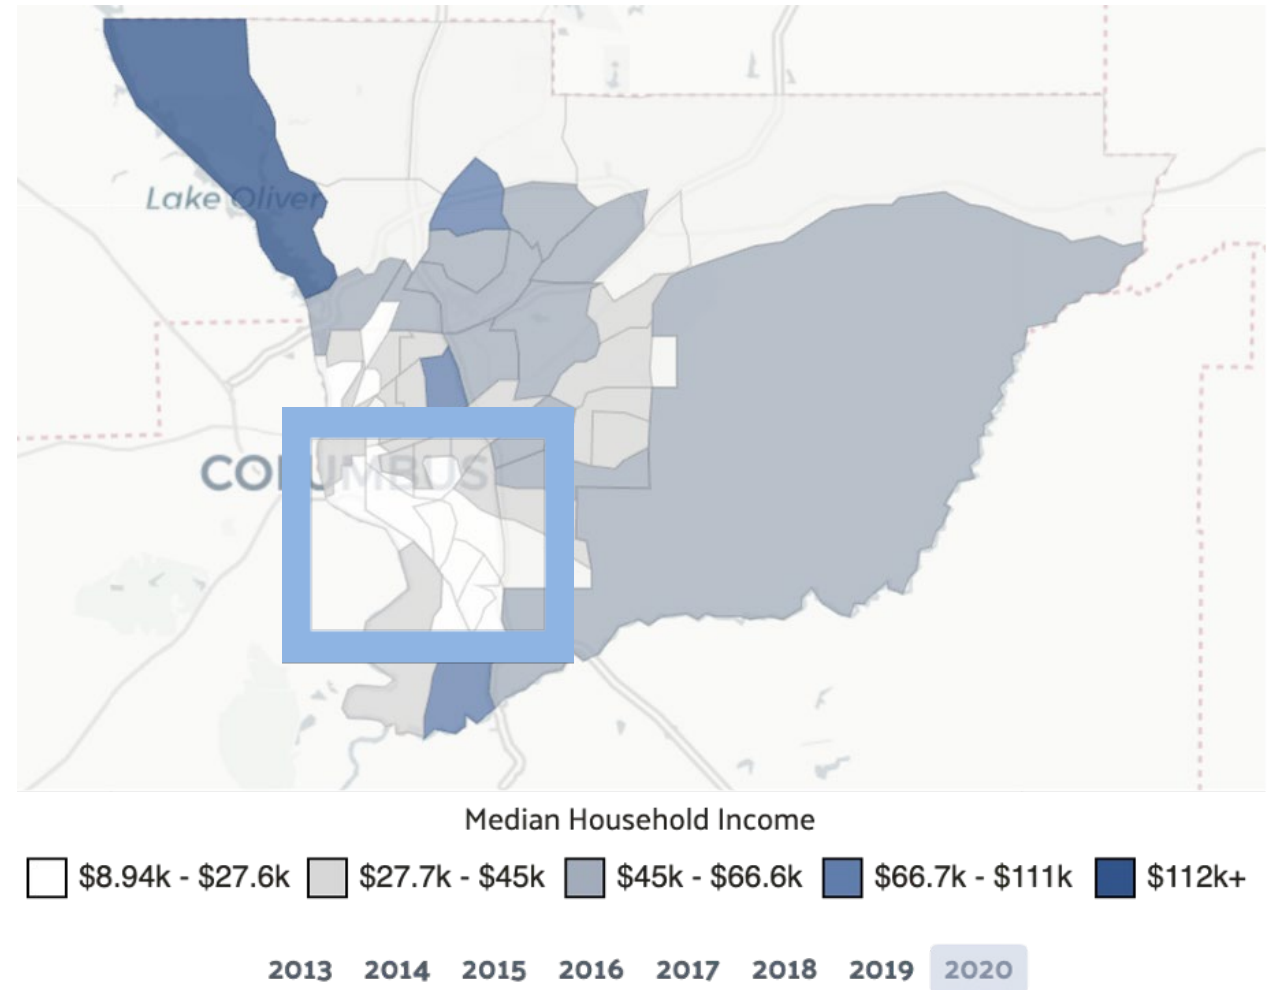 Lake Oliver
COLUMBUS
Median Household Income
$8.94k - $27.6k $27.7k - $45k $45k - $66.6k $66.7k - $111k $112k+
2013 2014 2015 2016 2017 2018 2019 2020